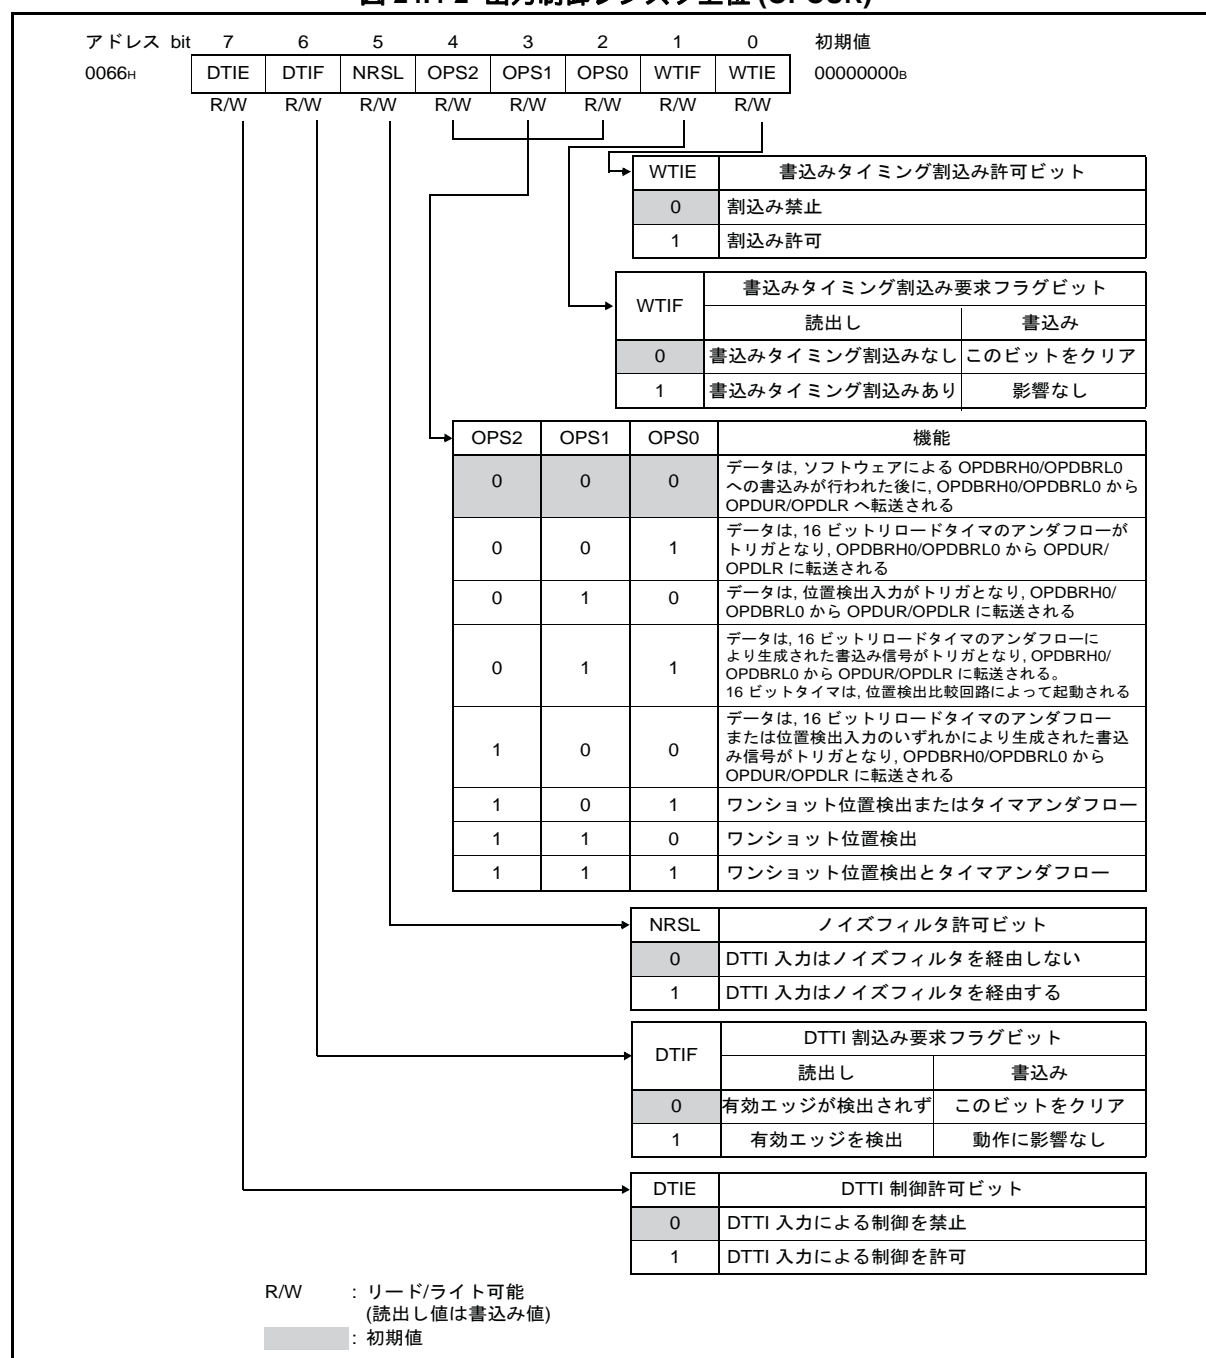 アドレス bit 7 6 5 4 3 2 1 0 初期値
0066H DTIE DTIF NRSL OPS2 OPS1 OPS0 WTIF WTIE 00000000B
R/W R/W R/W R/W R/W R/W R/W R/W
WTIE 書込みタイミング割込み許可ビット
0 割込み禁止
1 割込み許可
WTIF 書込みタイミング割込み要求フラグビット
読出し 書込み
0 書込みタイミング割込みなし このビットをクリア
1 書込みタイミング割込みあり 影響なし
OPS2 OPS1 OPS0 機能
0 0 0 データは, ソフトウェアによる OPDBRH0/OPDBRL0
への書込みが行われた後に, OPDBRH0/OPDBRL0 から
OPDUR/OPDLR へ転送される
0 0 1 データは, 16 ビットリロードタイマのアンダフローが
トリガとなり, OPDBRH0/OPDBRL0 から OPDUR/
OPDLR に転送される
0 1 0 データは, 位置検出入力がトリガとなり, OPDBRH0/
OPDBRL0 から OPDUR/OPDLR に転送される
0 1 1 データは, 16 ビットリロードタイマのアンダフローに
より生成された書込み信号がトリガとなり, OPDBRH0/
OPDBRL0 から OPDUR/OPDLR に転送される。
16 ビットタイマは, 位置検出比較回路によって起動される
1 0 0 データは, 16 ビットリロードタイマのアンダフロー
または位置検出入力のいずれかにより生成された書込
み信号がトリガとなり, OPDBRH0/OPDBRL0 から
OPDUR/OPDLR に転送される
1 0 1 ワンショット位置検出またはタイマアンダフロー
1 1 0 ワンショット位置検出
1 1 1 ワンショット位置検出とタイマアンダフロー
NRSL ノイズフィルタ許可ビット
0 DTTI 入力はノイズフィルタを経由しない
1 DTTI 入力はノイズフィルタを経由する
DTIF DTTI 割込み要求フラグビット
読出し 書込み
0 有効エッジが検出されず このビットをクリア
1 有効エッジを検出 動作に影響なし
DTIE DTTI 制御許可ビット
0 DTTI 入力による制御を禁止
1 DTTI 入力による制御を許可
R/W : リード/ライト可能
(読出し値は書込み値)
: 初期値